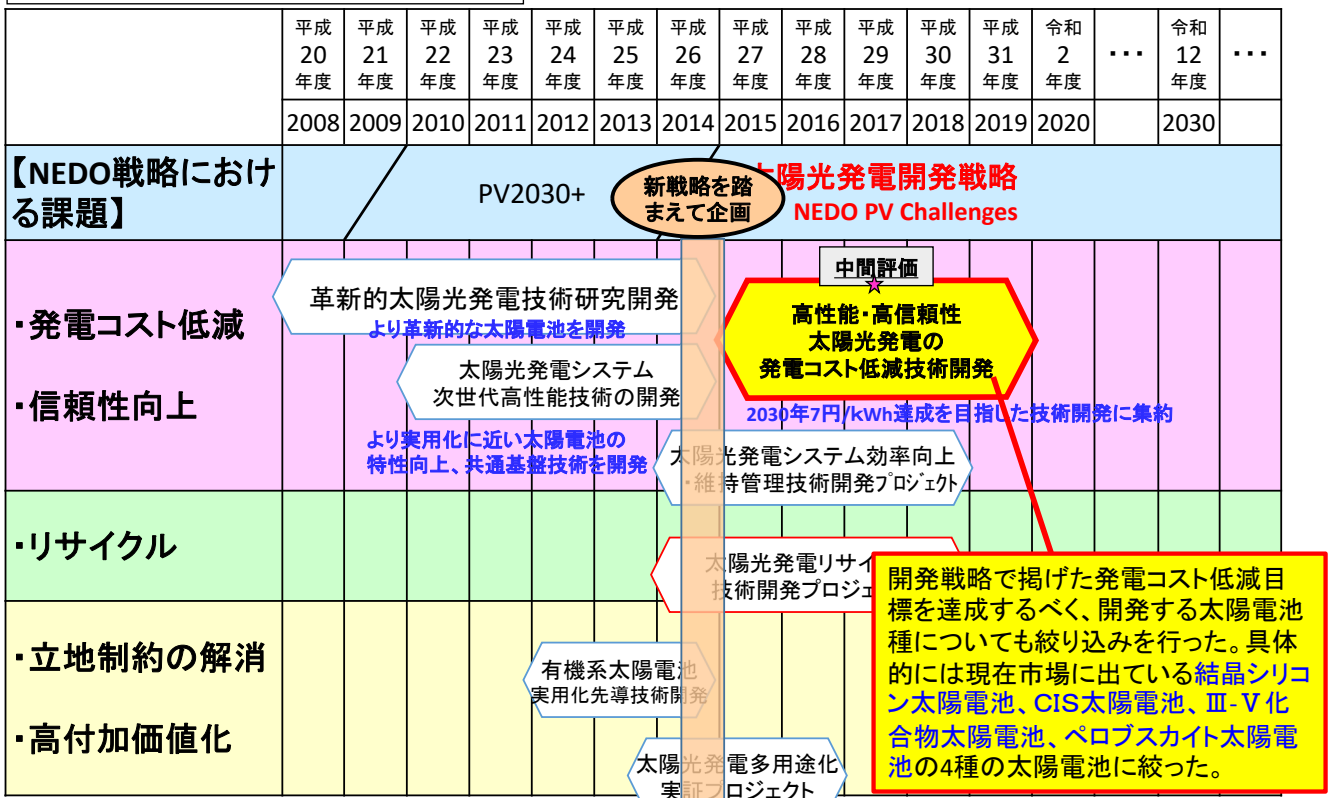 平成 平成 平成 平成 平成 平成 平成 平成 平成 平成 平成 平成 令和 令和
20 21 22 23 24 25 26 27 28 29 30 31 2 ・・・ 12 ・・・
年度 年度 年度 年度 年度 年度 年度 年度 年度 年度 年度 年度 年度 年度
2008 2009 2010 2011 2012 2013 2014 2015 2016 2017 2018 2019 2020 2030
【NEDO戦略におけ
る課題】
PV2030+
新戦略を踏
まえて企画
陽光発電開発戦略
NEDO PV Challenges
・発電コスト低減
・信頼性向上
革新的太陽光発電技術研究開発
より革新的な太陽電池を開発
太陽光発電システム
次世代高性能技術の開発
より実用化に近い太陽電池の
特性向上、共通基盤技術を開発
中間評価
高性能・高信頼性
太陽光発電の
発電コスト低減技術開発
2030年7円/kWh達成を目指した技術開発に集約
太陽光発電システム効率向上
・維持管理技術開発プロジェクト
・リサイクル
太陽光発電リサイ
技術開発プロジェ
・立地制約の解消
・高付加価値化
有機系太陽電池
実用化先導技術開発
太陽光発電多用途化
実証プロジェクト
開発戦略で掲げた発電コスト低減目
標を達成するべく、開発する太陽電池
種についても絞り込みを行った。具体
的には現在市場に出ている結晶シリコ
ン太陽電池、CIS太陽電池、Ⅲ-Ⅴ化
合物太陽電池、ペロブスカイト太陽電
池の4種の太陽電池に絞った。